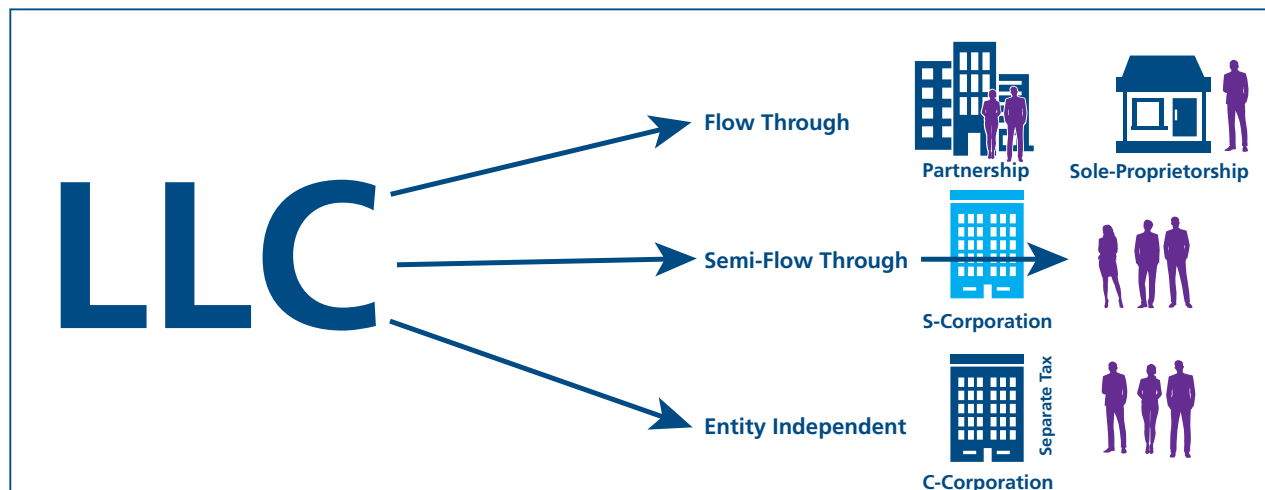 LLC
Flow Through
Partnership
Sole-Proprietorship
Semi-Flow Through
S-Corporation
Entity Independent
Separate Tax
C-Corporation